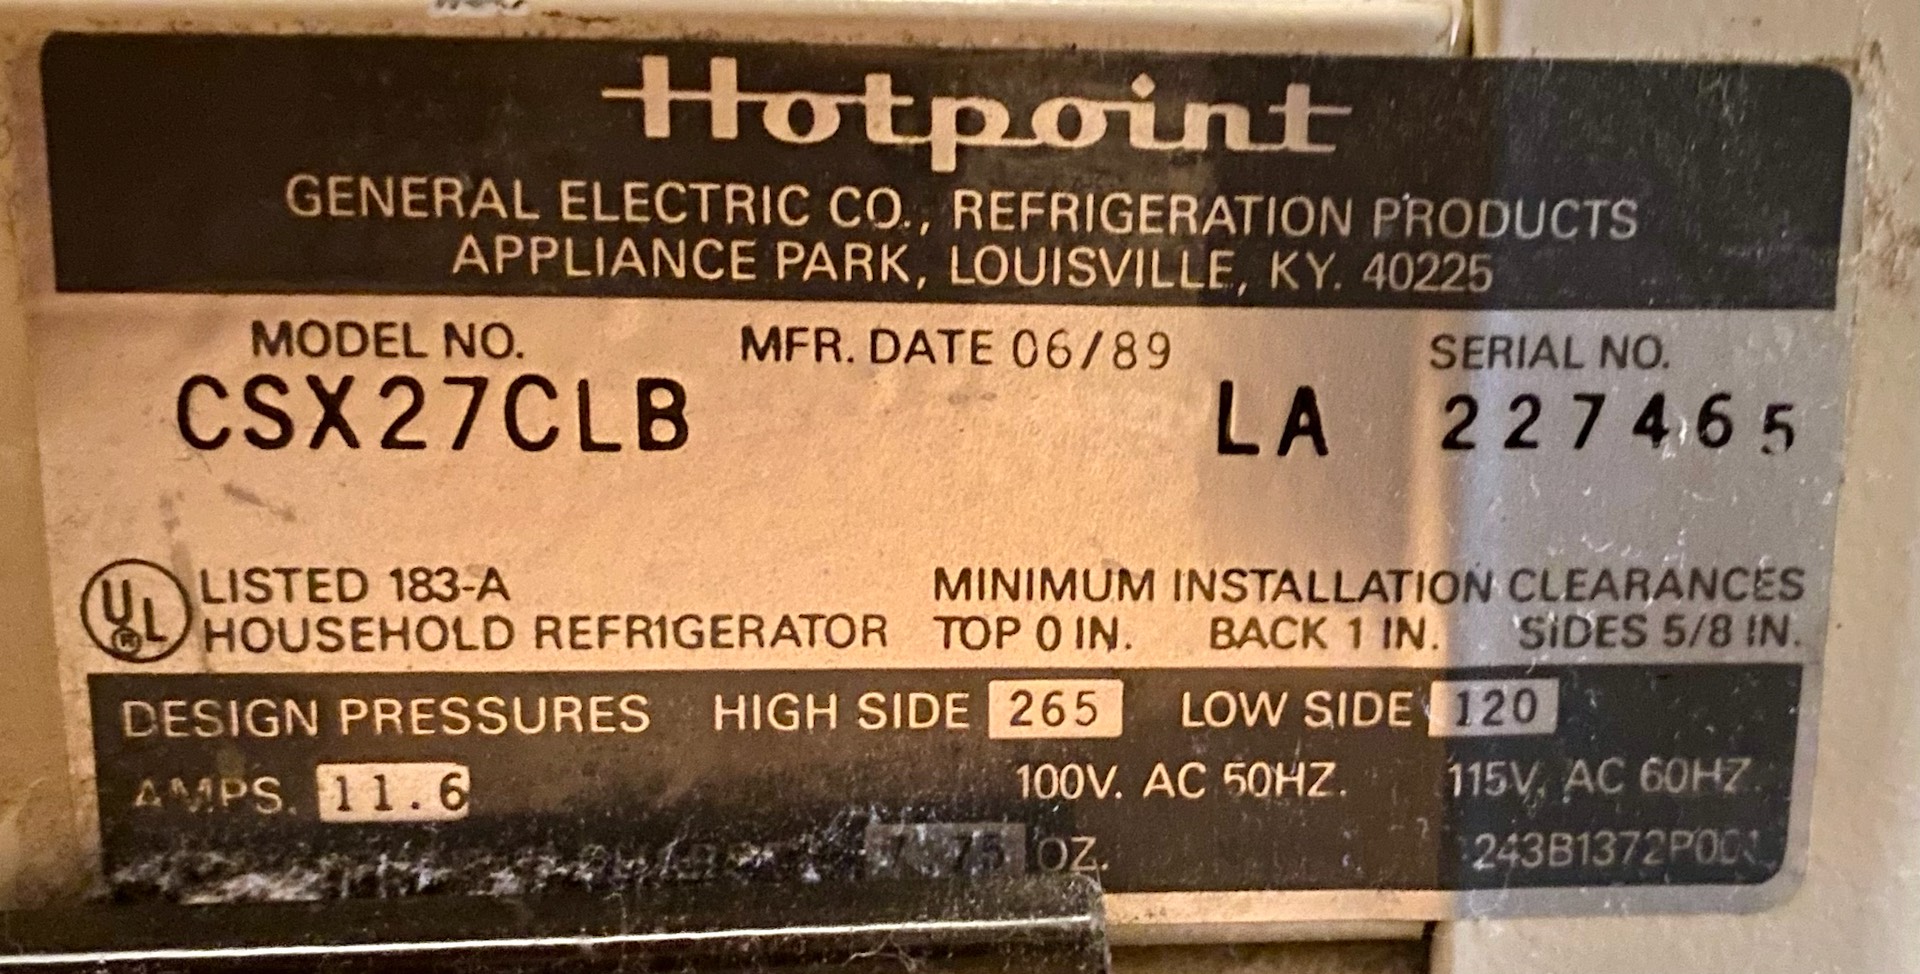 Hotpoint
GENERAL ELECTRIC CO., REFRIGERATION PRODUCTS
APPLIANCE PARK, LOUISVILLE, KY. 40225
MODEL NO. MFR. DATE 06/89 SERIAL NO.
CSX27CLB LA 227465
UL ® LISTED 183-A MINIMUM INSTALLATION CLEARANCES
HOUSEHOLD REFRIGERATOR TOP 0 IN. BACK 1 IN. SIDES 5/8 IN.
DESIGN PRESSURES HIGH SIDE 265 LOW SIDE 120
AMPS. 11.6 100V. AC 50HZ. 115V. AC 60HZ.
7.75 OZ. 243B1372P001